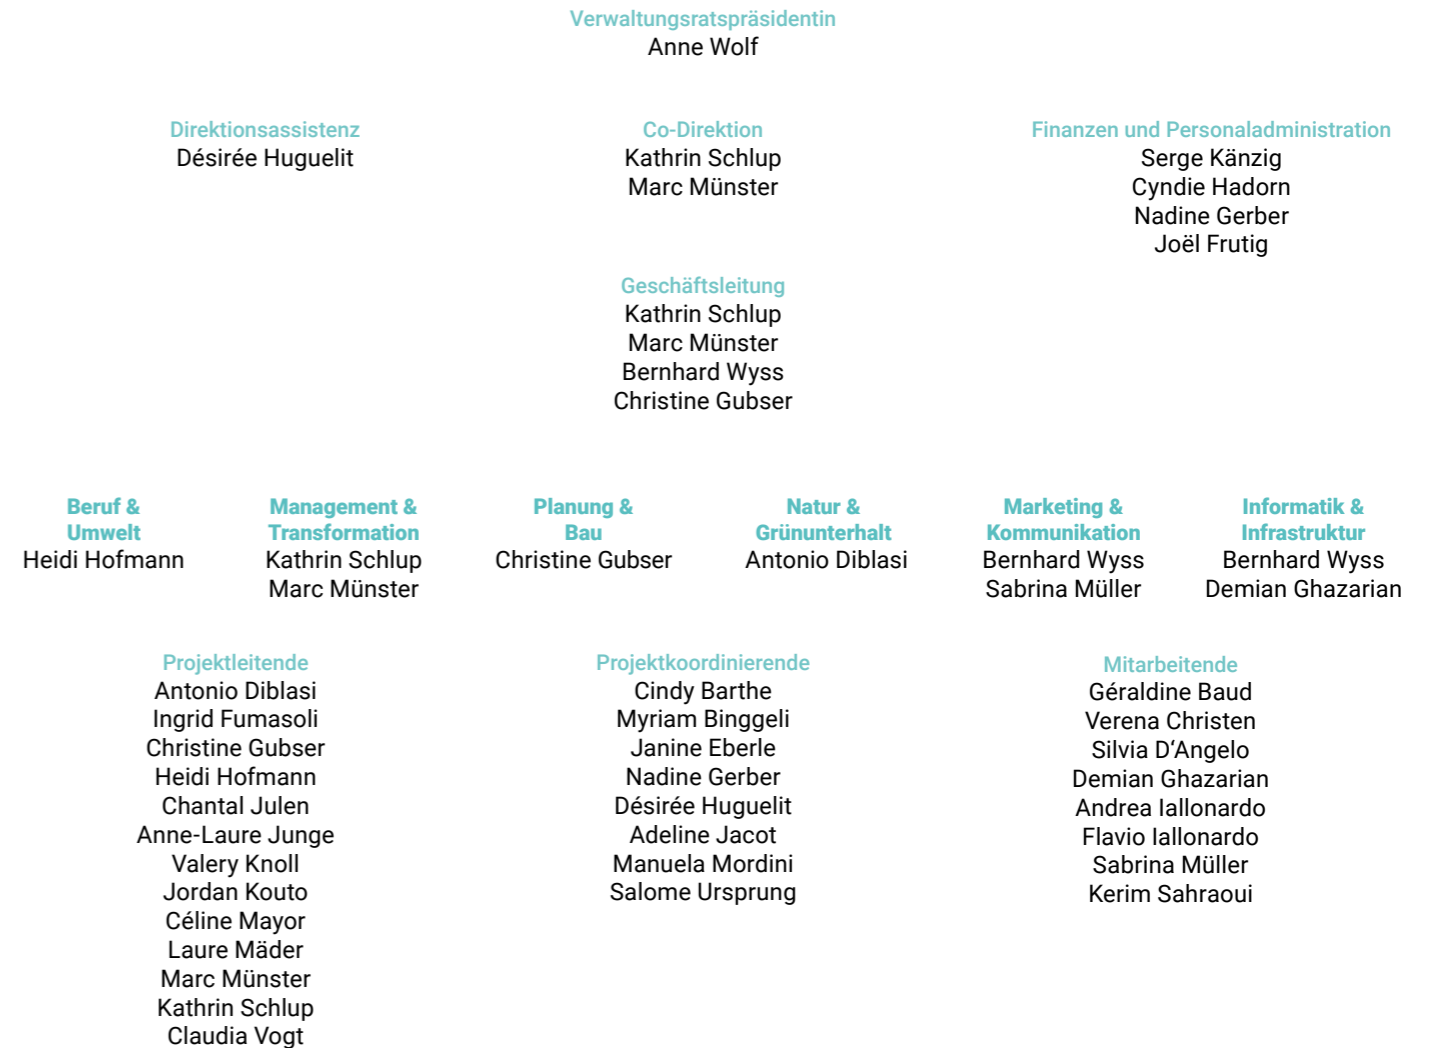 Verwaltungsratspräsidentin
Anne Wolf
Direktionsassistenz
Désirée Huguelit
Co-Direktion
Kathrin Schlup
Marc Münster
Finanzen und Personaladministration
Serge Känzig
Cyndie Hadorn
Nadine Gerber
Joël Frutig
Geschäftsleitung
Kathrin Schlup
Marc Münster
Bernhard Wyss
Christine Gubser
Beruf &
Umwelt
Heidi Hofmann
Management &
Transformation
Kathrin Schlup
Marc Münster
Planung &
Bau
Christine Gubser
Natur &
Grünunterhalt
Antonio Diblasi
Marketing &
Kommunikation
Bernhard Wyss
Sabrina Müller
Informatik &
Infrastruktur
Bernhard Wyss
Demian Ghazarian
Projektleitende
Antonio Diblasi
Ingrid Fumasoli
Christine Gubser
Heidi Hofmann
Chantal Julen
Anne-Laure Junge
Valery Knoll
Jordan Kouto
Céline Mayor
Laure Mäder
Marc Münster
Kathrin Schlup
Claudia Vogt
Projektkoordinierende
Cindy Barthe
Myriam Binggeli
Janine Eberle
Nadine Gerber
Désirée Huguelit
Adeline Jacot
Manuela Mordini
Salome Ursprung
Mitarbeitende
Géraldine Baud
Verena Christen
Silvia D‘Angelo
Demian Ghazarian
Andrea Iallonardo
Flavio Iallonardo
Sabrina Müller
Kerim Sahraoui